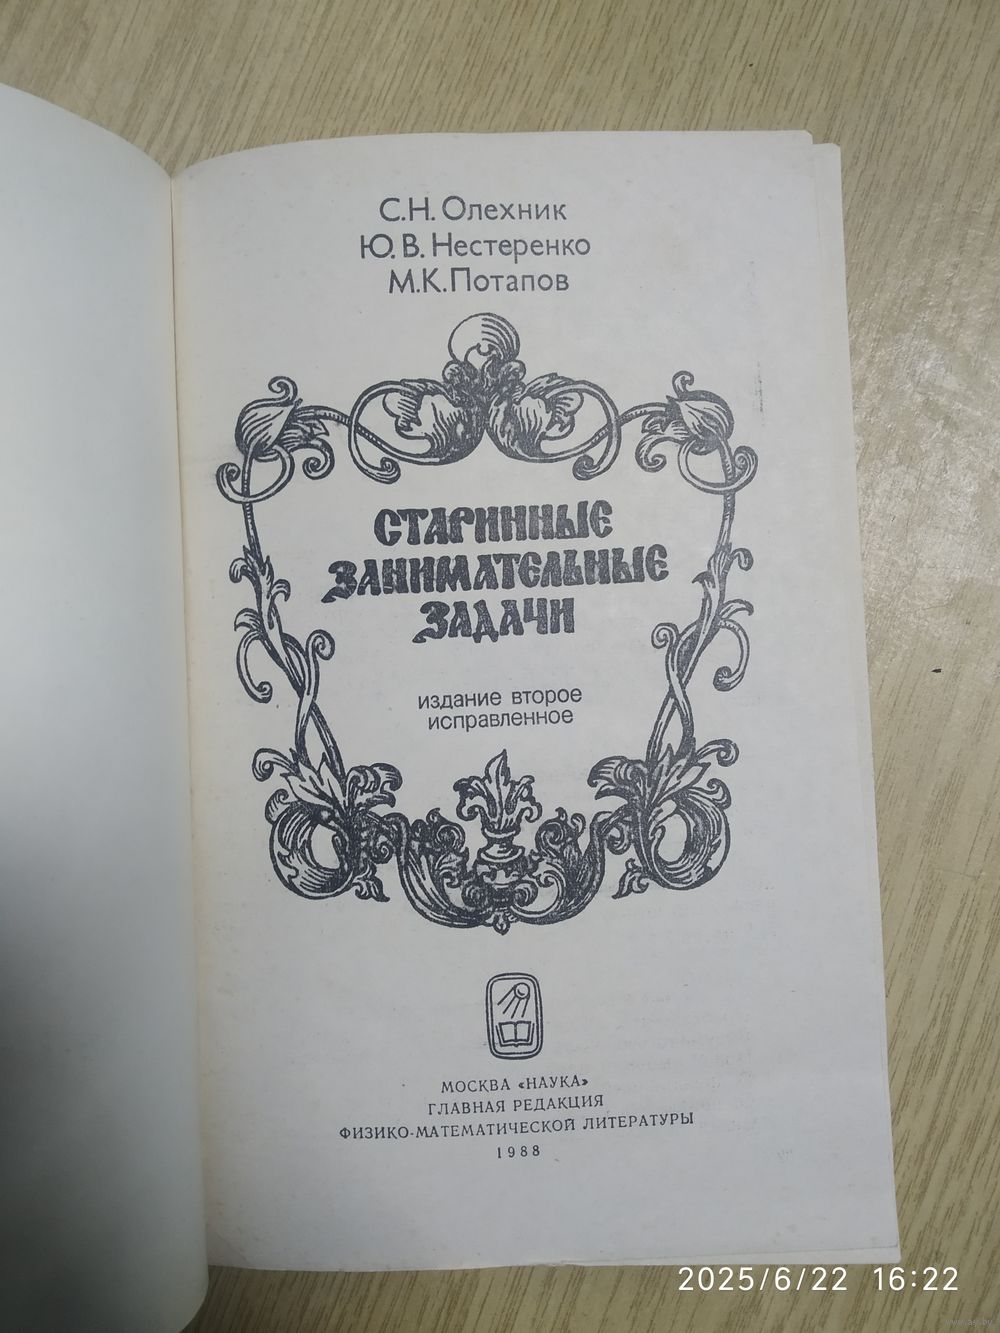 С.Н. Олехник
Ю.В. Нестеренко
М.К. Потапов
СТАРИННЫЕ
ЗАНИМАТЕЛЬНЫЕ
ЗАДАЧИ
издание второе
исправленное
МОСКВА «НАУКА»
ГЛАВНАЯ РЕДАКЦИЯ
ФИЗИКО-МАТЕМАТИЧЕСКОЙ ЛИТЕРАТУРЫ
1988
2025/6/22 16:22